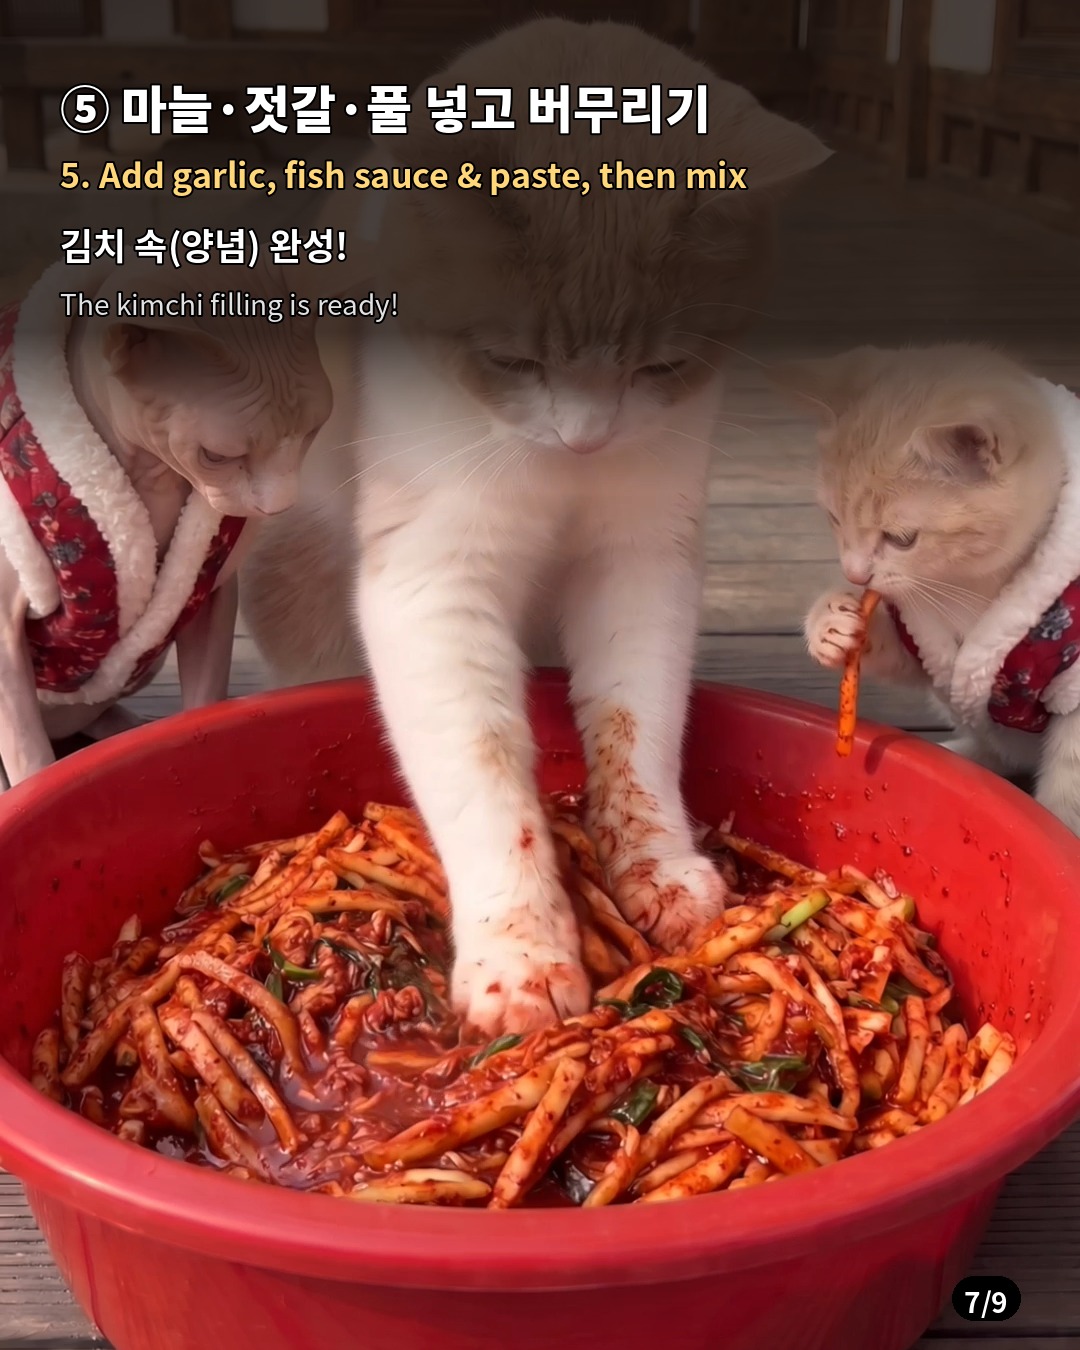 ⑤ 마늘·젓갈·풀 넣고 버무리기
5. Add garlic, fish sauce & paste, then mix
김치 속(양념) 완성!
The kimchi filling is ready!
7/9